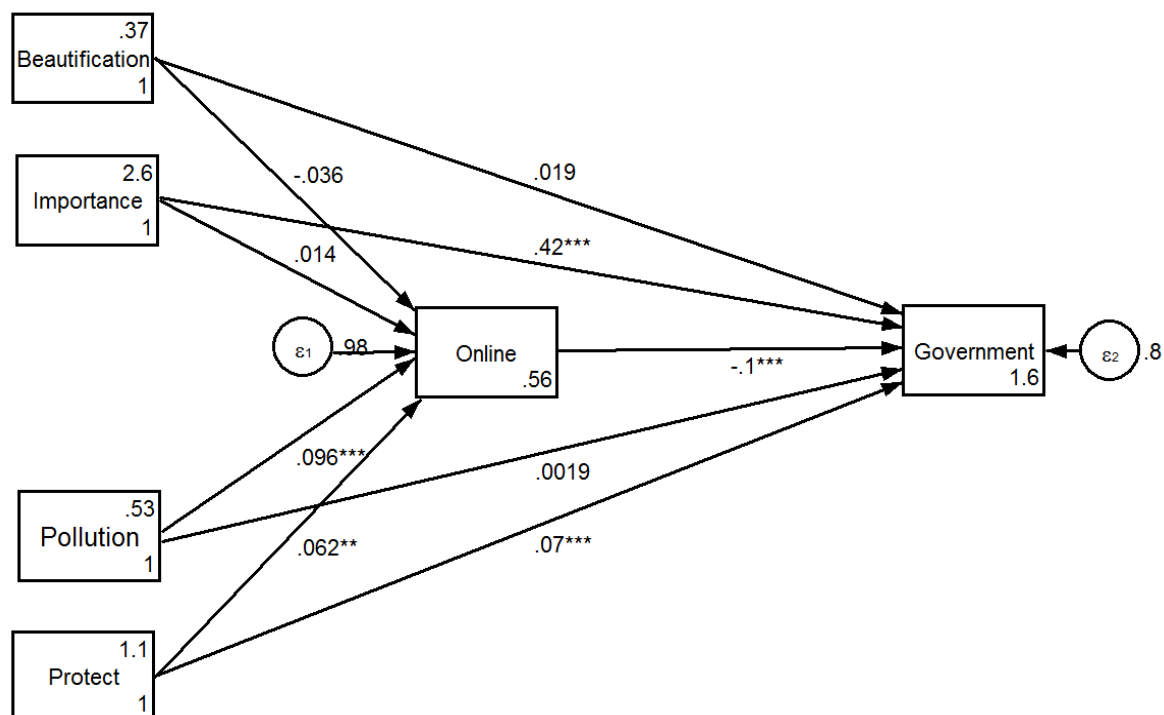 .37
Beautification
1
2.6
Importance
1
-.036
.019
.014
.42***
ε1
.98
Online
.56
-.1***
Government
1.6
ε2
.8
.096***
.0019
.53
Pollution
1
.062**
.07***
1.1
Protect
1